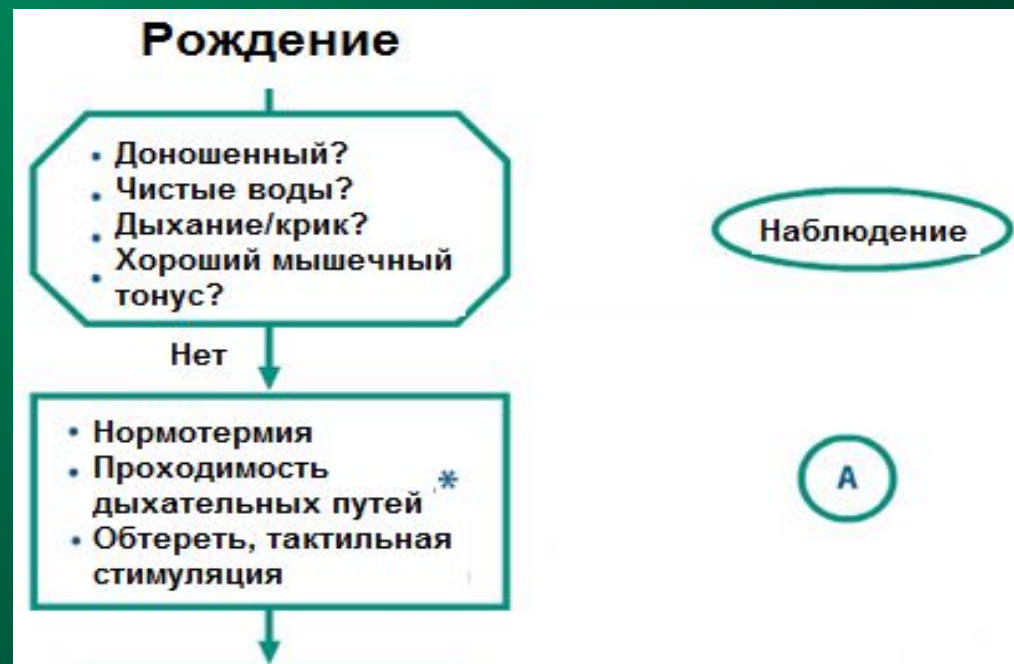 Рождение
• Доношенный?
• Чистые воды?
• Дыхание/крик?
• Хороший мышечный
тонус?
Наблюдение
Нет
• Нормотермия
• Проходимость
дыхательных путей *
• Обтереть, тактильная
стимуляция
А